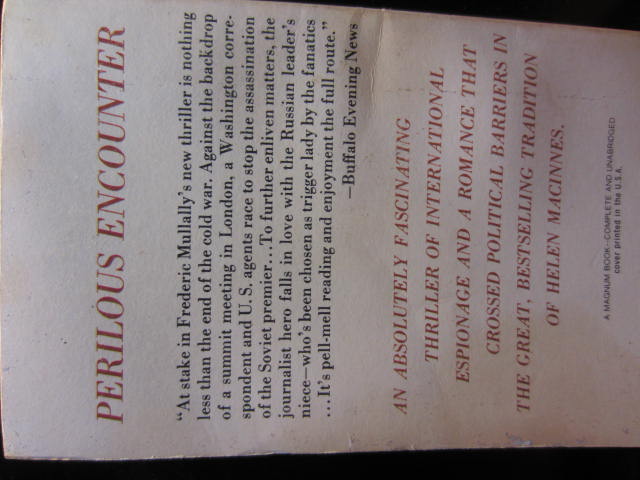 PERILOUS ENCOUNTER
“At stake in Frederic Mullally’s new thriller is nothing
less than the end of the cold war. Against the backdrop
of a summit meeting in London, a Washington corre-
spondent and U.S. agents race to stop the assassination
of the Soviet premier...To further enliven matters, the
journalist hero falls in love with the Russian leader’s
niece—who’s been chosen as trigger lady by the fanatics
...It’s pell-mell reading and enjoyment the full route.”
—Buffalo Evening News
AN ABSOLUTELY FASCINATING
THRILLER OF INTERNATIONAL
ESPIONAGE AND A ROMANCE THAT
CROSSED POLITICAL BARRIERS IN
THE GREAT, BESTSELLING TRADITION
OF HELEN MACINNES.
A MAGNUM BOOK—COMPLETE AND UNABRIDGED
cover printed in the U.S.A.